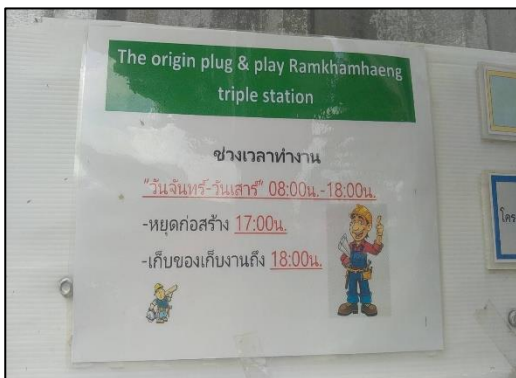 The origin plug & play Ramkhamhaeng
triple station
ช่วงเวลาทำงาน
"วันจันทร์-วันเสาร์" 08:00น.-18:00น.
-หยุดก่อสร้าง 17:00น.
-เก็บของเก็บงานถึง 18:00น.
โคร